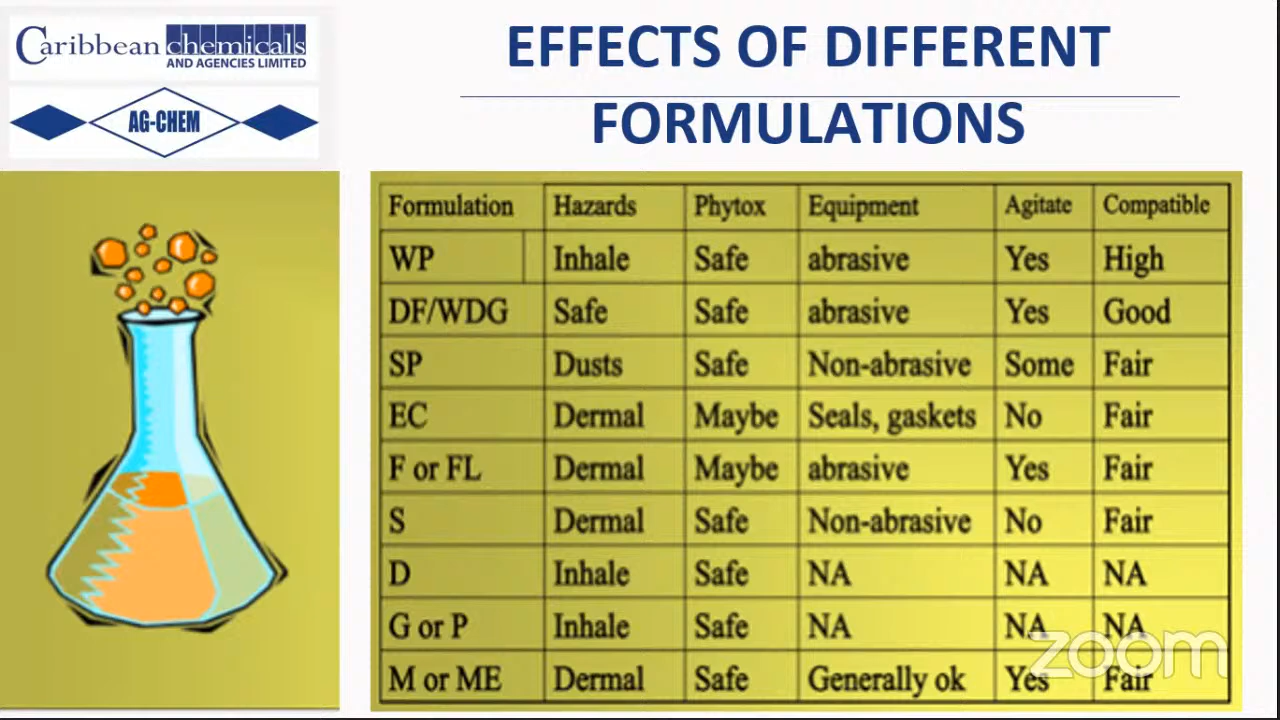 Caribbean chemicals
AND AGENCIES LIMITED
AG-CHEM
EFFECTS OF DIFFERENT
FORMULATIONS
Formulation Hazards Phytox Equipment Agitate Compatible
WP Inhale Safe abrasive Yes High
DF/WDG Safe Safe abrasive Yes Good
SP Dusts Safe Non-abrasive Some Fair
EC Dermal Maybe Seals, gaskets No Fair
F or FL Dermal Maybe abrasive Yes Fair
S Dermal Safe Non-abrasive No Fair
D Inhale Safe NA NA NA
G or P Inhale Safe NA NA NA
M or ME Dermal Safe Generally ok Yes Fair
zoom